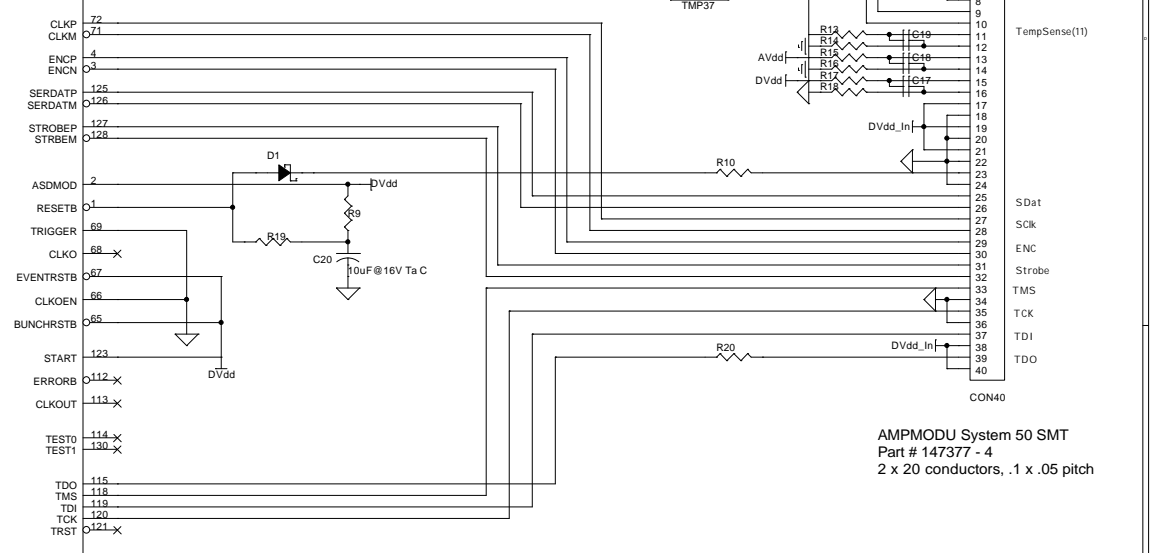 TMP37
8
9
10
11
12
13
14
15
16
17
18
19
20
21
22
23
24
25
26
27
28
29
30
31
32
33
34
35
36
37
38
39
40
TempSense(11)
SDat
SClk
ENC
Strobe
TMS
TCK
TDI
TDO
CON40
R13
C19
R14
R15
C18
R16
R17
C17
R18
AVdd
DVdd
DVdd_In
DVdd_In
CLKP 72
CLKM 71
ENCP 4
ENCN 3
SERDATP 125
SERDATM 126
STROBEP 127
STRBEM 128
ASDMOD 2
RESETB 1
TRIGGER 69
CLKO 68
EVENTRSTB 67
CLKOEN 66
BUNCHRSTB 65
START 123
ERRORB 112
CLKOUT 113
TEST0 114
TEST1 130
TDO 115
TMS 118
TDI 119
TCK 120
TRST 121
D1
R10
DVdd
R9
R19
C20
10uF@16V Ta C
DVdd
R20
AMPMODU System 50 SMT
Part # 147377 - 4
2 x 20 conductors, .1 x .05 pitch